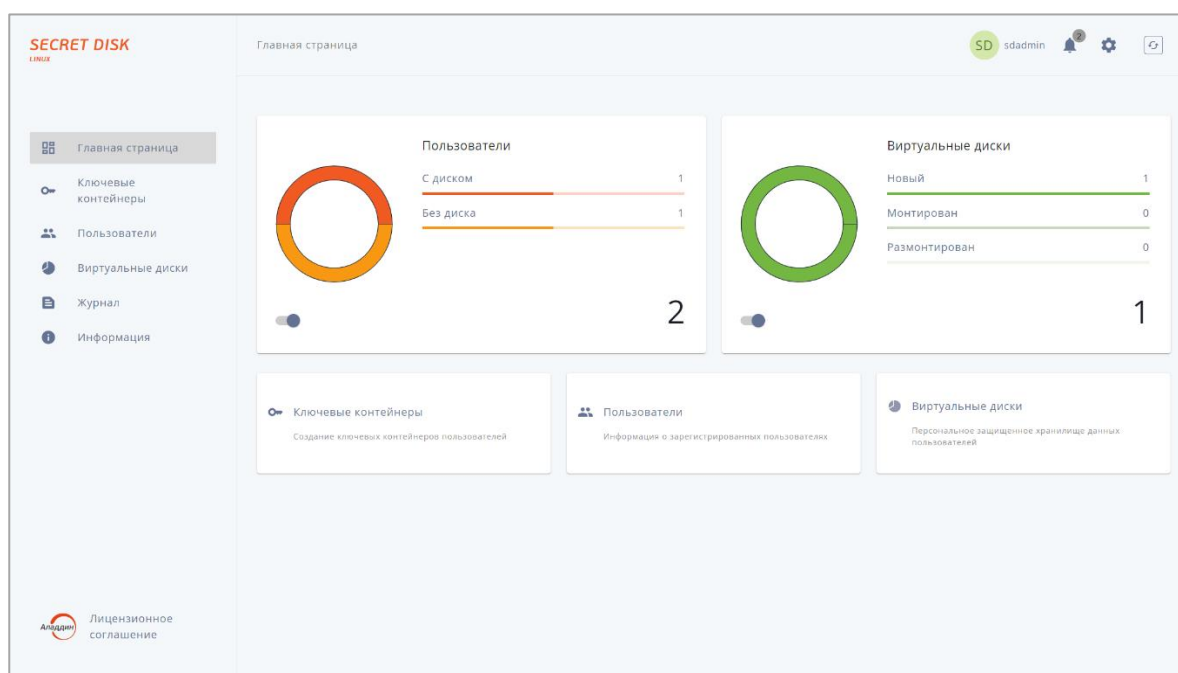 SECRET DISK
LINUX
Главная страница
SD
sdadmin
2
Главная страница
Ключевые
контейнеры
Пользователи
Виртуальные диски
Журнал
Информация
Пользователи
С диском 1
Без диска 1
2
Виртуальные диски
Новый 1
Монтирован 0
Размонтирован 0
1
Ключевые контейнеры
Создание ключевых контейнеров пользователей
Пользователи
Информация о зарегистрированных пользователях
Виртуальные диски
Персональное защищенное хранилище данных
пользователей
Аладдин
Лицензионное
соглашение